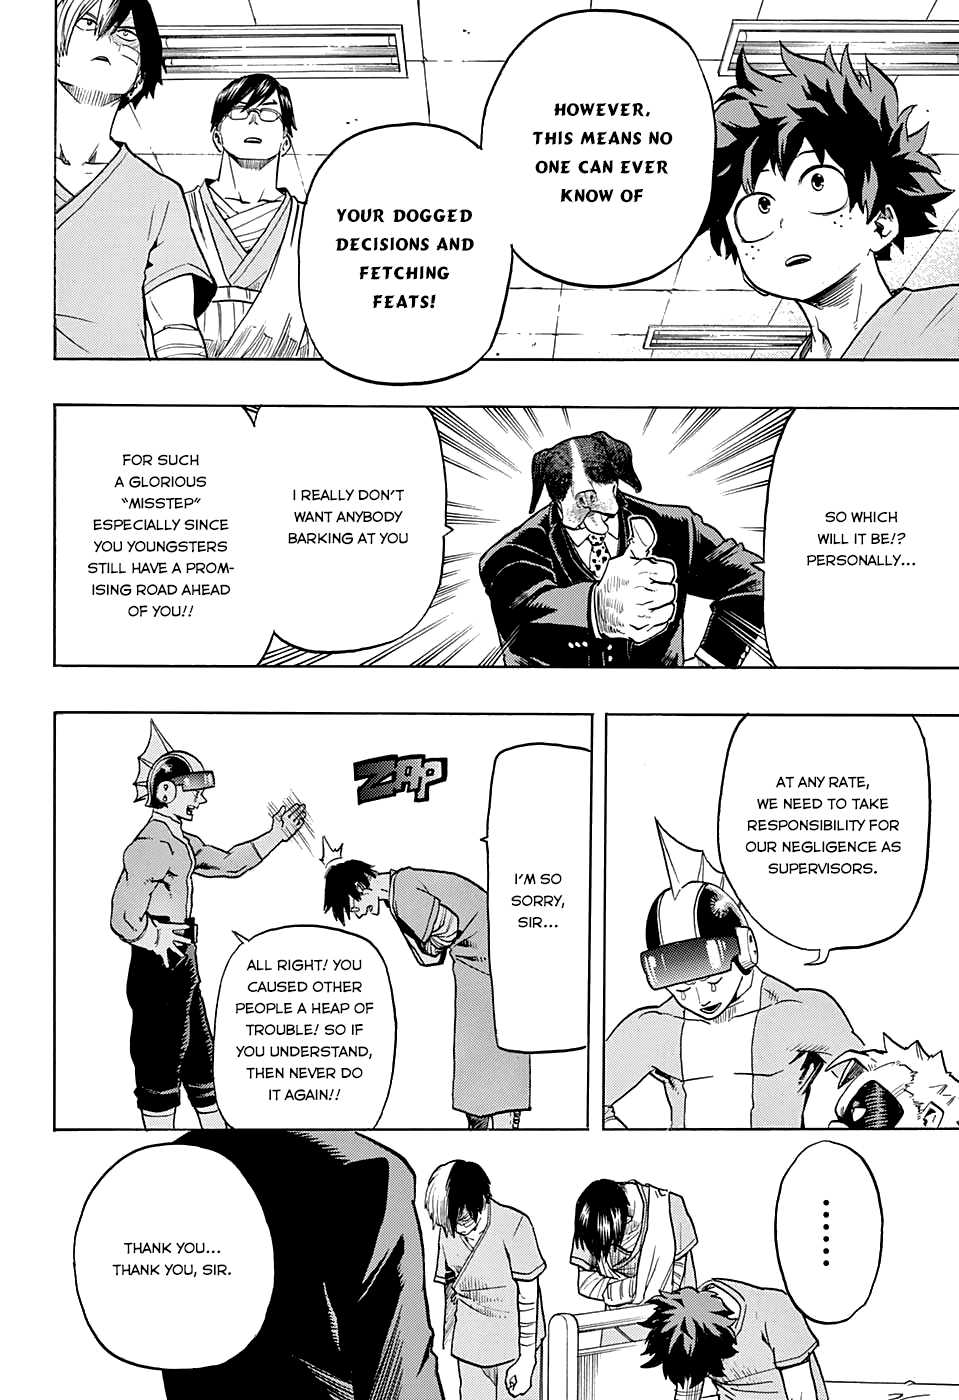 HOWEVER,
THIS MEANS NO
ONE CAN EVER
KNOW OF
YOUR DOGGED
DECISIONS AND
FETCHING
FEATS!
SO WHICH
WILL IT BE!?
PERSONALLY...
I REALLY DON'T
WANT ANYBODY
BARKING AT YOU
FOR SUCH
A GLORIOUS
"MISSTEP"
ESPECIALLY SINCE
YOU YOUNGSTERS
STILL HAVE A PROM-
ISING ROAD AHEAD
OF YOU!!
AT ANY RATE,
WE NEED TO TAKE
RESPONSIBILITY FOR
OUR NEGLIGENCE AS
SUPERVISORS.
I'M SO
SORRY,
SIR...
ZAP
ALL RIGHT! YOU
CAUSED OTHER
PEOPLE A HEAP OF
TROUBLE! SO IF
YOU UNDERSTAND,
THEN NEVER DO
IT AGAIN!!
......
THANK YOU...
THANK YOU, SIR.